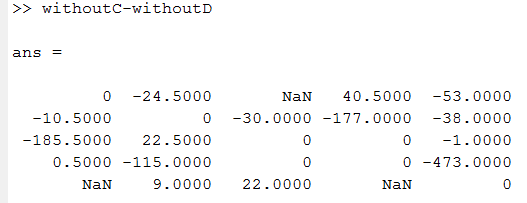 >> withoutC-withoutD
ans =
0 -24.5000 NaN 40.5000 -53.0000
-10.5000 0 -30.0000 -177.0000 -38.0000
-185.5000 22.5000 0 0 -1.0000
0.5000 -115.0000 0 0 -473.0000
NaN 9.0000 22.0000 NaN 0